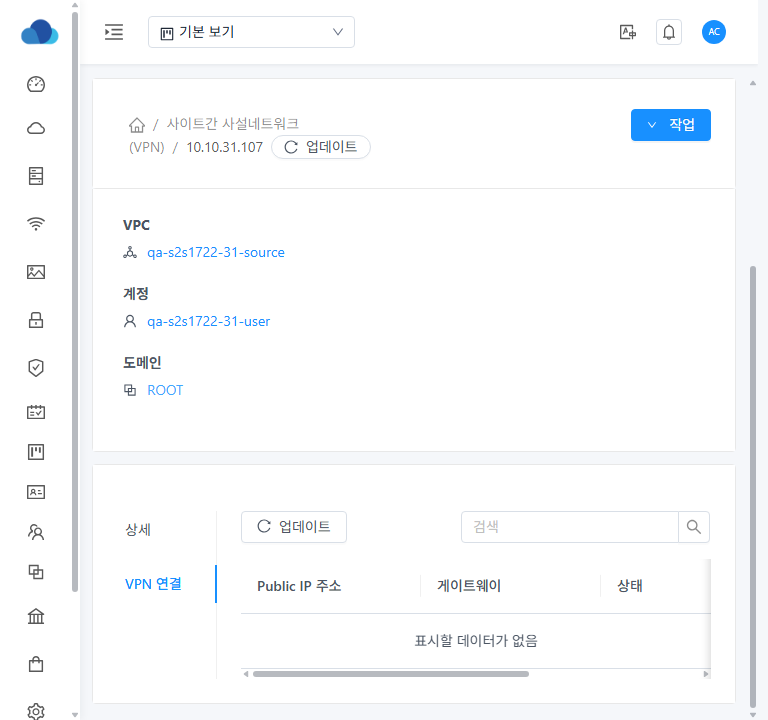 기본 보기
AC
/ 사이트간 사설네트워크
(VPN) / 10.10.31.107 업데이트
작업
VPC
qa-s2s1722-31-source
계정
qa-s2s1722-31-user
도메인
ROOT
상세
VPN 연결
업데이트
검색
Public IP 주소 게이트웨이 상태
표시할 데이터가 없음